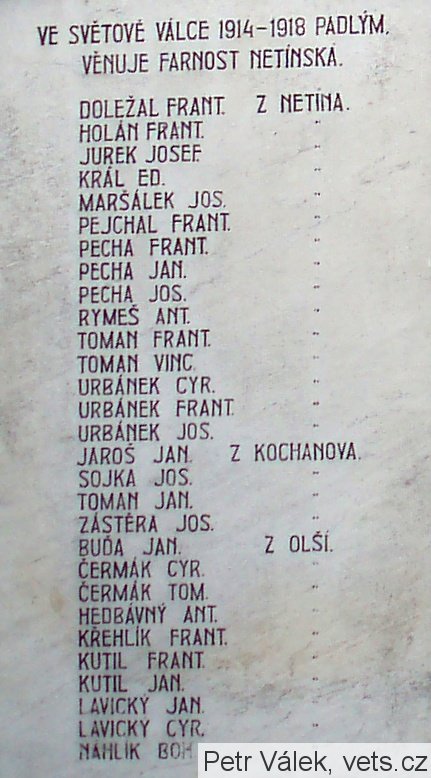 VE SVĚTOVÉ VÁLCE 1914-1918 PADLÝM,
VĚNUJE FARNOST NETÍNSKÁ.
DOLEŽAL FRANT. Z NETÍNA.
HOLÁN FRANT. "
JUREK JOSEF. "
KRÁL ED. "
MARŠÁLEK JOS. "
PEJCHAL FRANT. "
PECHA FRANT. "
PECHA JAN. "
PECHA JOS. "
RYMEŠ ANT. "
TOMAN FRANT. "
TOMAN VINC. "
URBÁNEK CYR. "
URBÁNEK FRANT. "
URBÁNEK JOS. "
JAROŠ JAN. Z KOCHANOVA.
SOJKA JOS. "
TOMAN JAN. "
ZÁSTĚRA JOS. "
BUĎA JAN. Z OLŠÍ.
ČERMÁK CYR. "
ČERMÁK TOM. "
HEDBÁVNÝ ANT. "
KŘEHLÍK FRANT. "
KUTIL FRANT. "
KUTIL JAN. "
LAVICKÝ JAN. "
LAVICKÝ CYR. "
NAHLÍK BOH
Petr Válek, vets.cz